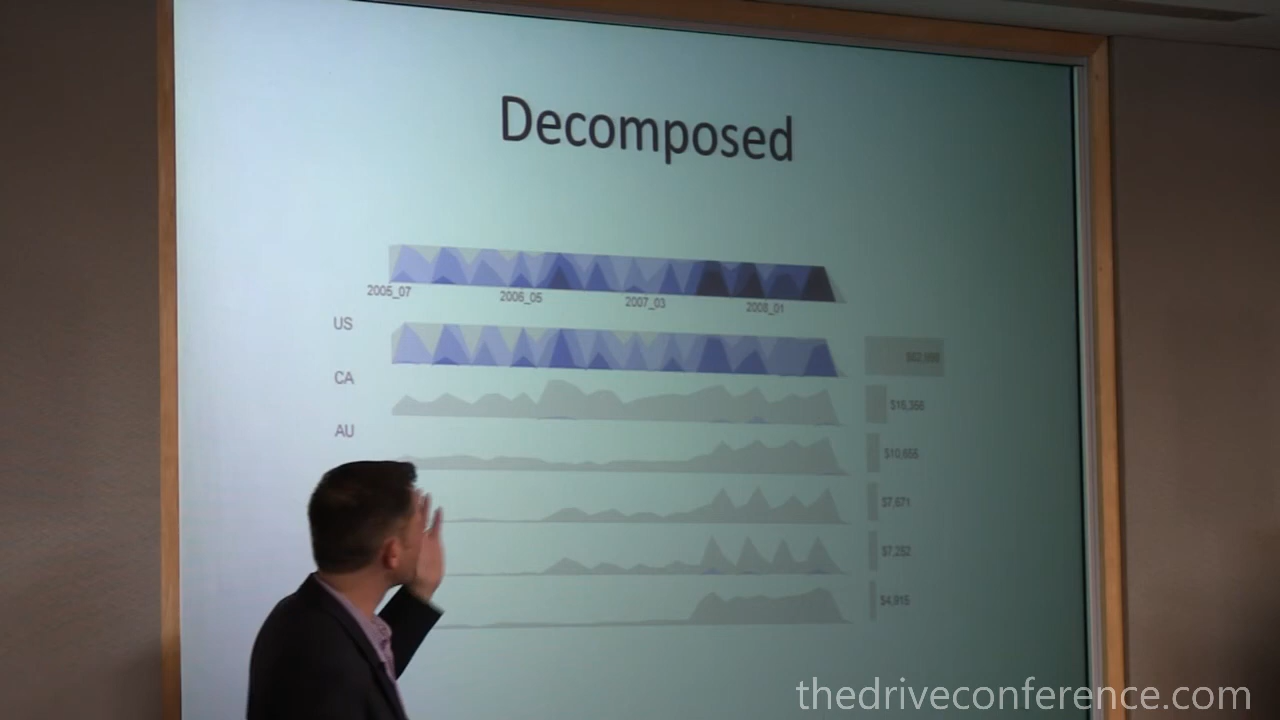 Decomposed
2005_07 2006_05 2007_03 2008_01
US
CA
$16,356
AU
$10,655
$7,671
$7,252
$4,915
thedriveconference.com